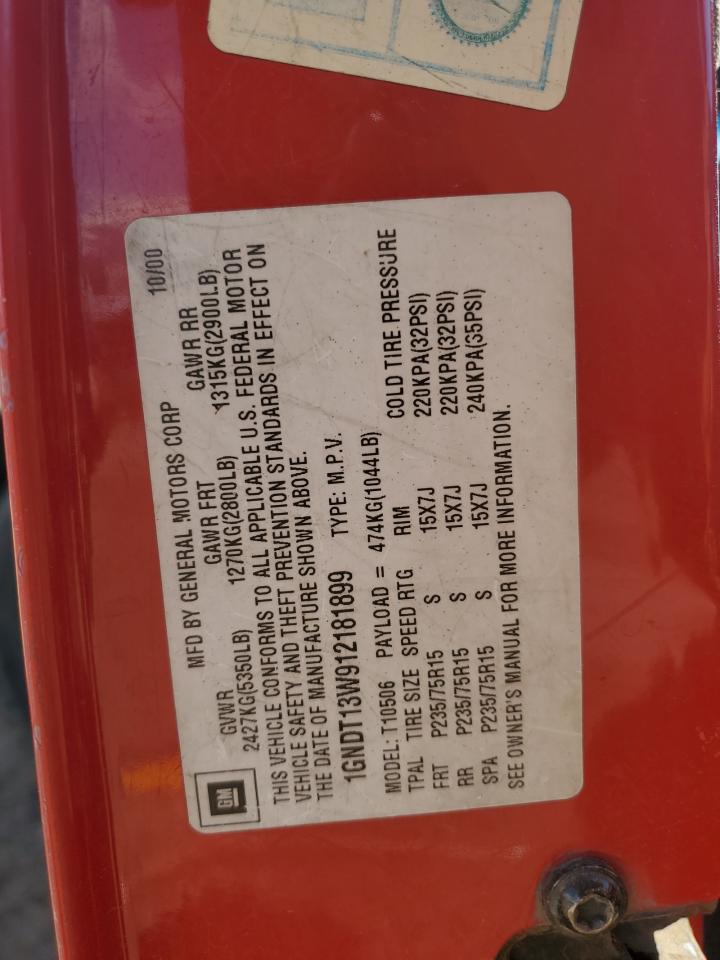 GM
MFD BY GENERAL MOTORS CORP 10/00
GVWR GAWR FRT GAWR RR
2427KG(5350LB) 1270KG(2800LB) 1315KG(2900LB)
THIS VEHICLE CONFORMS TO ALL APPLICABLE U.S. FEDERAL MOTOR
VEHICLE SAFETY AND THEFT PREVENTION STANDARDS IN EFFECT ON
THE DATE OF MANUFACTURE SHOWN ABOVE.
1GNDT13W912181899 TYPE: M.P.V.
MODEL: T10506 PAYLOAD = 474KG(1044LB)
TPAL TIRE SIZE SPEED RTG RIM COLD TIRE PRESSURE
FRT P235/75R15 S 15X7J 220KPA(32PSI)
RR P235/75R15 S 15X7J 220KPA(32PSI)
SPA P235/75R15 S 15X7J 240KPA(35PSI)
SEE OWNER'S MANUAL FOR MORE INFORMATION.